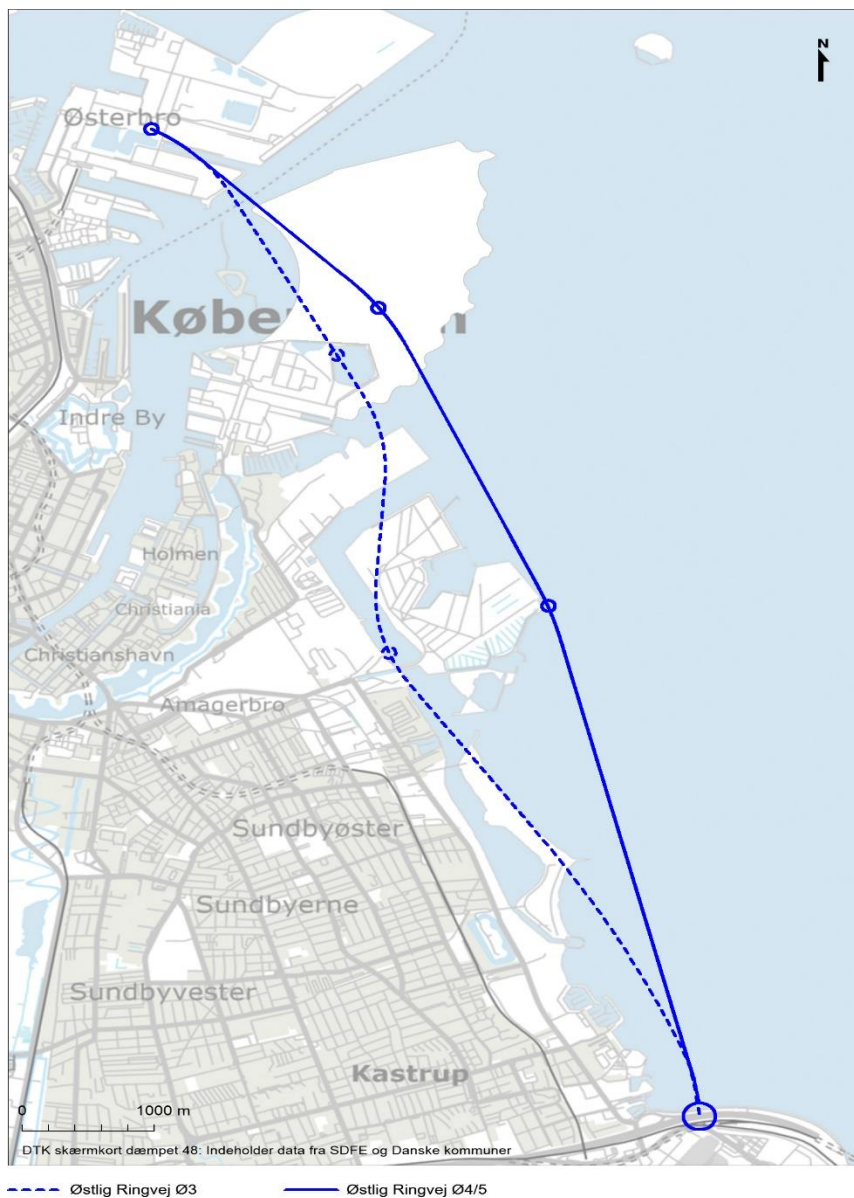 N
Østerbro
København
Indre By
Holmen
Christiania
Christianshavn
Amagerbro
Sundbyøster
Sundbyerne
Sundbyvester
Kastrup
0 1000 m
DTK skærmkort dæmpet 48: Indeholder data fra SDFE og Danske kommuner
Østlig Ringvej Ø3 Østlig Ringvej Ø4/5